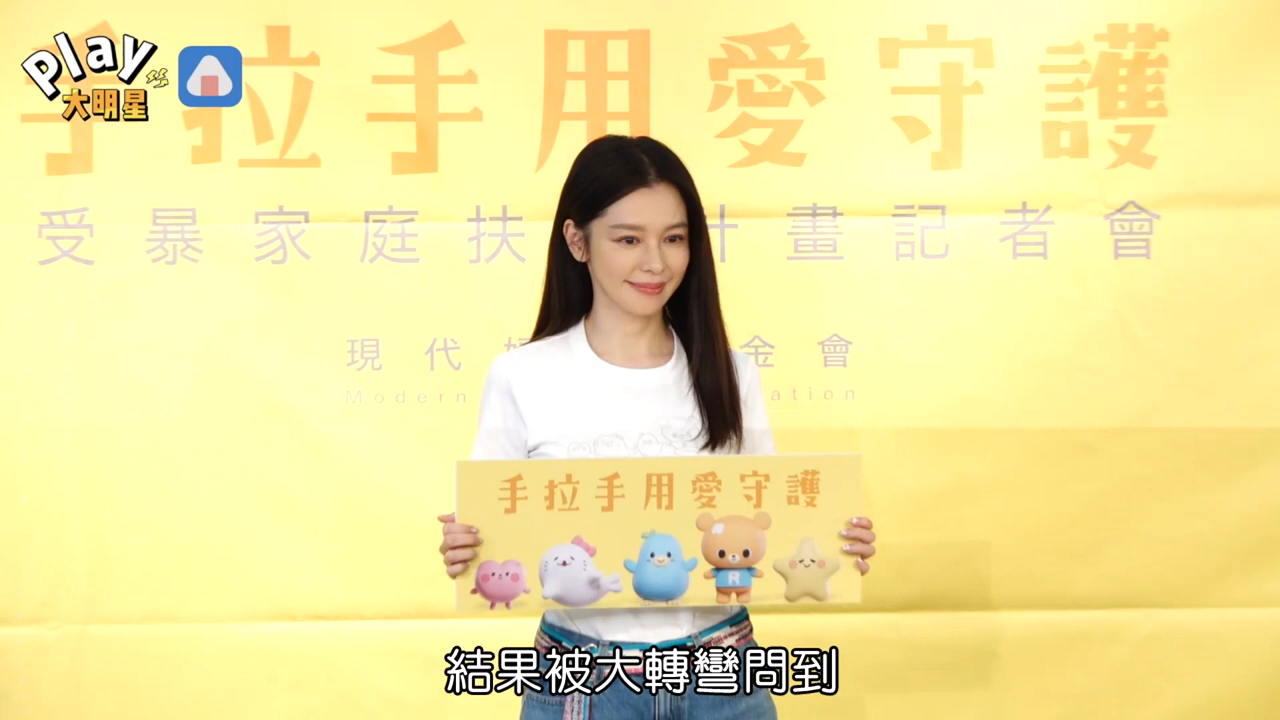 Play
大明星
手拉手用愛守護
受暴家庭扶 計畫記者會
現代 金會
Modern ation
手拉手用愛守護
R
結果被大轉彎問到